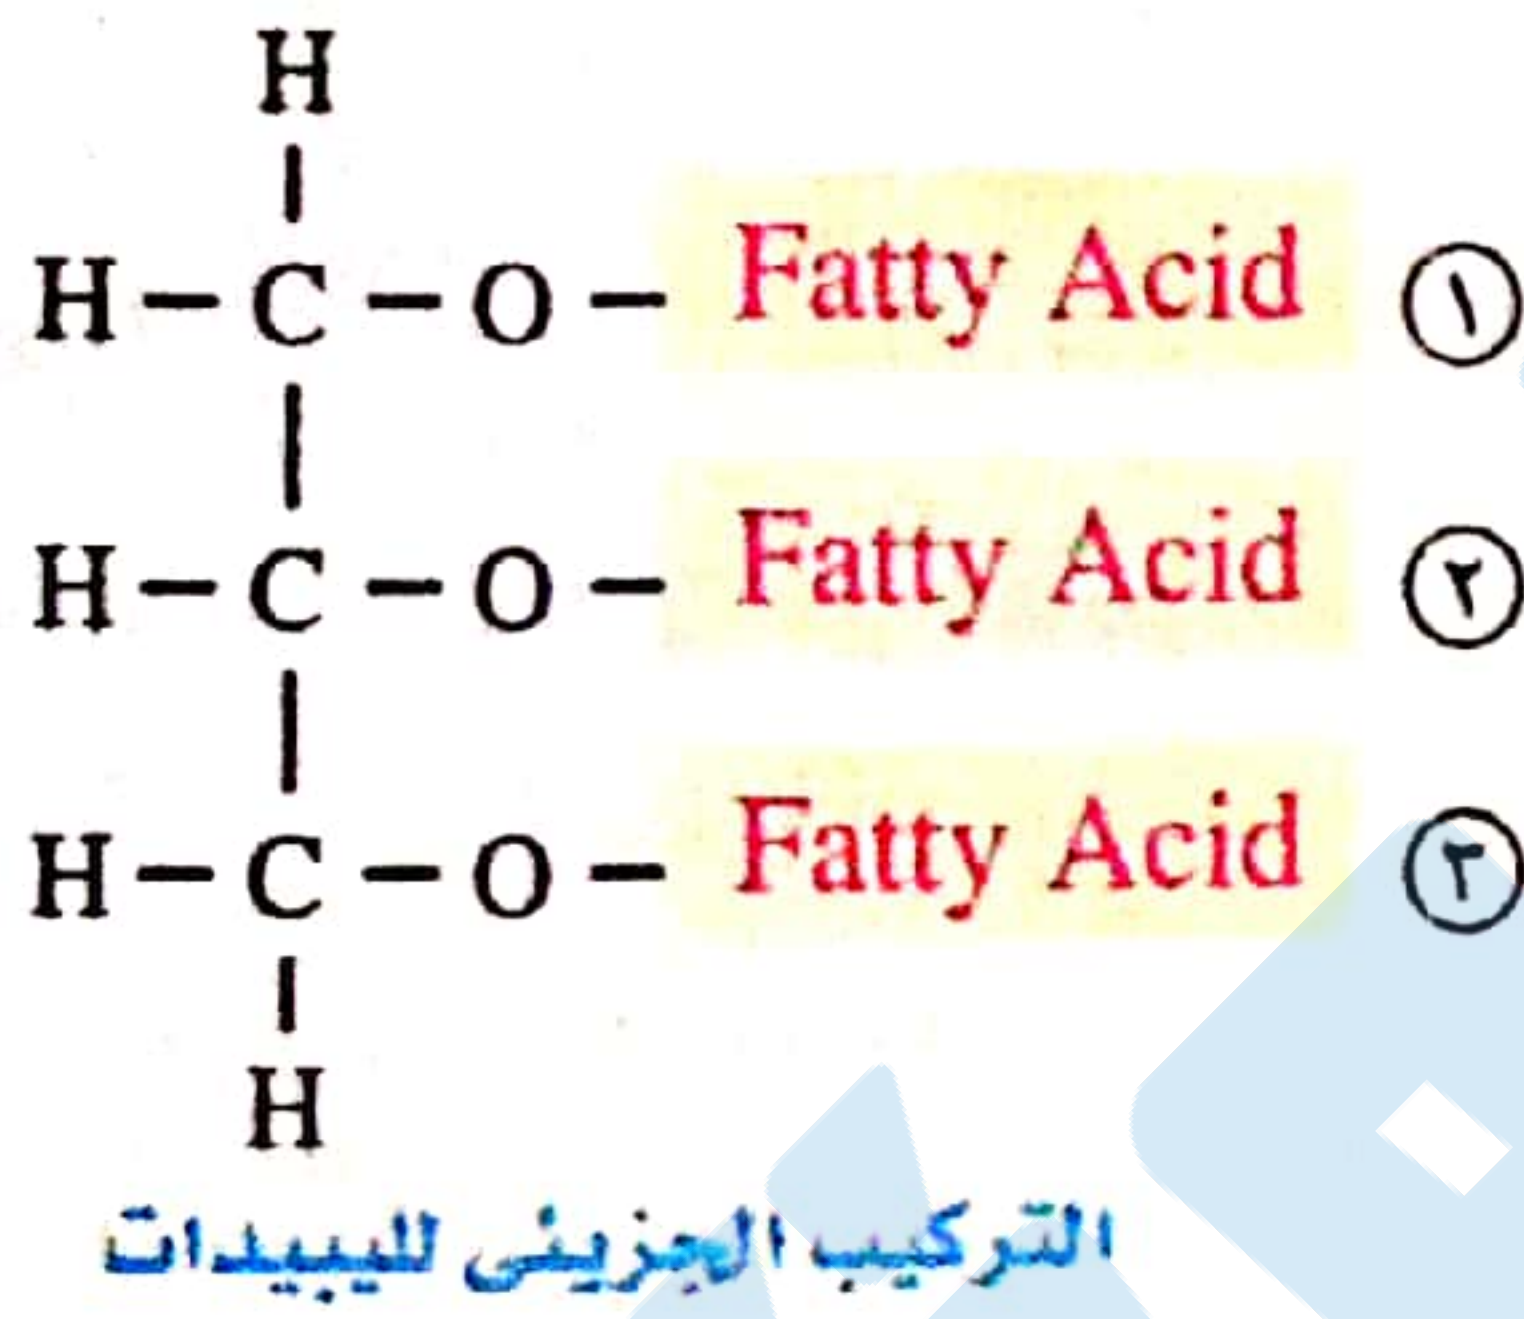 H
H – C – O – Fatty Acid ①
H – C – O – Fatty Acid ②
H – C – O – Fatty Acid ③
H
التركيب الجزيئى لليبيدات